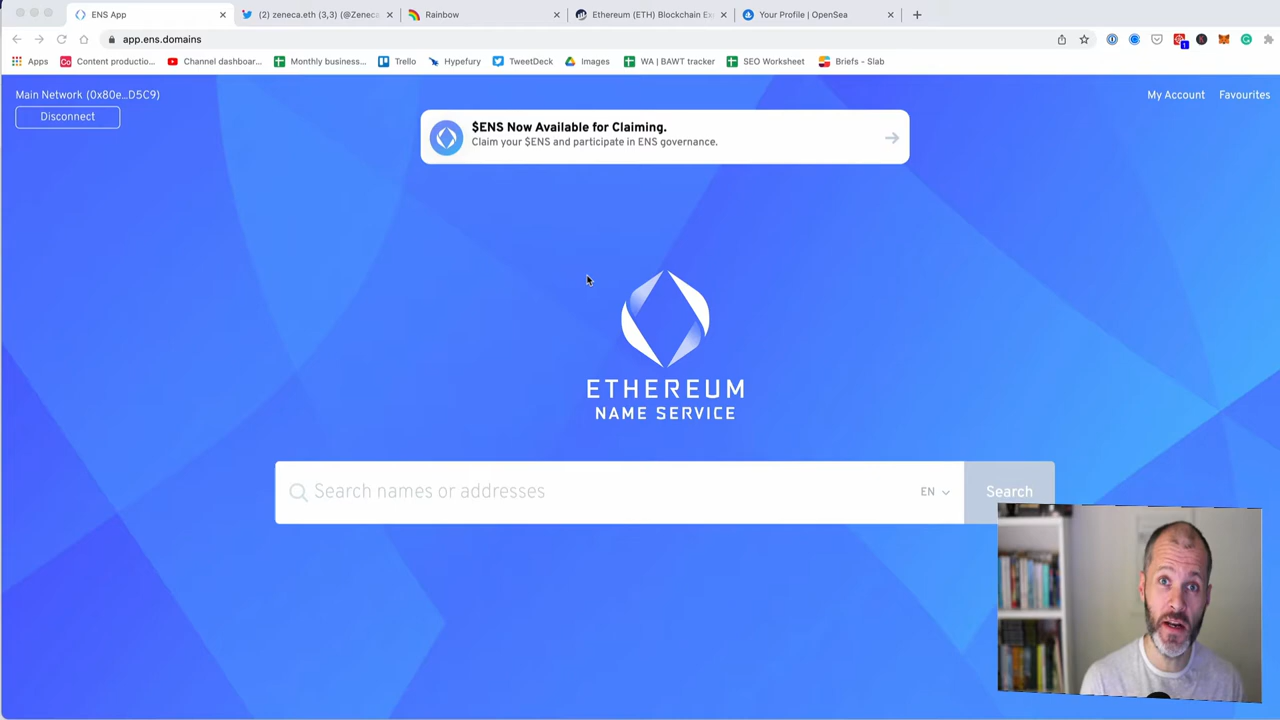 ENS App
(2) zeneca.eth (3,3) (@Zeneca
Rainbow
Ethereum (ETH) Blockchain Ex
Your Profile | OpenSea
app.ens.domains
1
Apps
Content productio...
Channel dashboar...
Monthly business...
Trello
Hypefury
TweetDeck
Images
WA | BAWT tracker
SEO Worksheet
Briefs - Slab
Main Network (0x80e...D5C9)
Disconnect
My Account
Favourites
$ENS Now Available for Claiming.
Claim your $ENS and participate in ENS governance.
ETHEREUM
NAME SERVICE
Search names or addresses
EN
Search